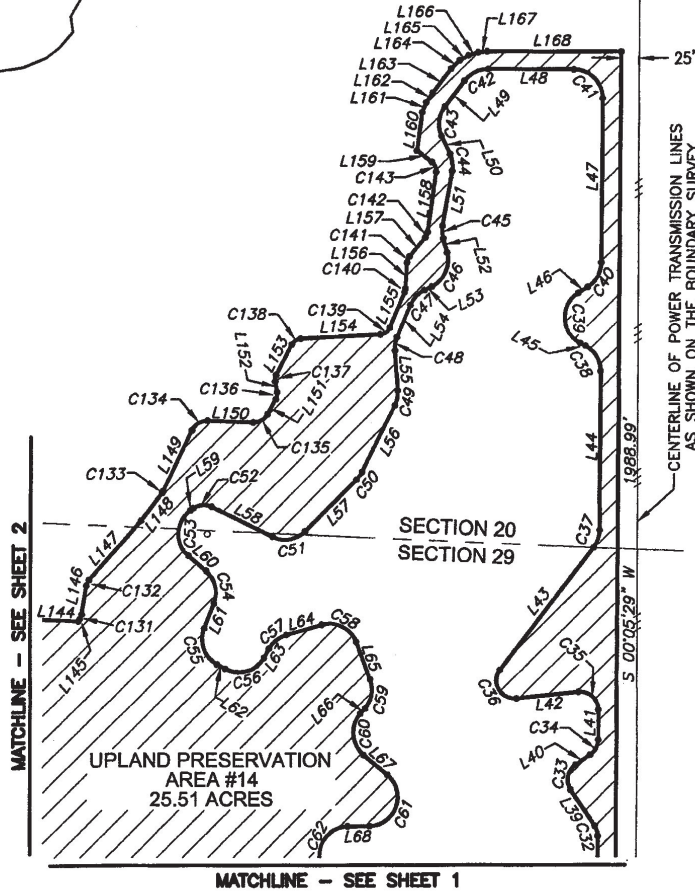 L166
L165
L164
L163
L162
L161
L160
L167
L168
25'
C42
L48
C41
L49
C43
L50
C44
L159
C143
L158
L51
L47
C142
L157
C141
L156
C140
C45
L52
C46
L46
C40
L155
C47
L53
L54
C39
C138
C139
L154
L45
C38
L153
L152
C137
C48
C136
L151
L55
C134
L150
C49
C135
L56
L149
L44
1988.99'
CENTERLINE OF POWER TRANSMISSION LINES
AS SHOWN ON THE BOUNDARY SURVEY
L59
C52
C133
C50
L148
L58
L57
C53
C51
SECTION 20
SECTION 29
C37
L147
L60
L146
C54
L43
C132
L61
L144
C131
L145
C57
L64
C58
C55
L63
C56
L62
L65
C36
C35
L42
S 00°05'29" W
L66
C59
C60
C34
L41
L40
UPLAND PRESERVATION
AREA #14
25.51 ACRES
L67
C33
C61
L39
C62
L68
C32
MATCHLINE – SEE SHEET 2
MATCHLINE – SEE SHEET 1